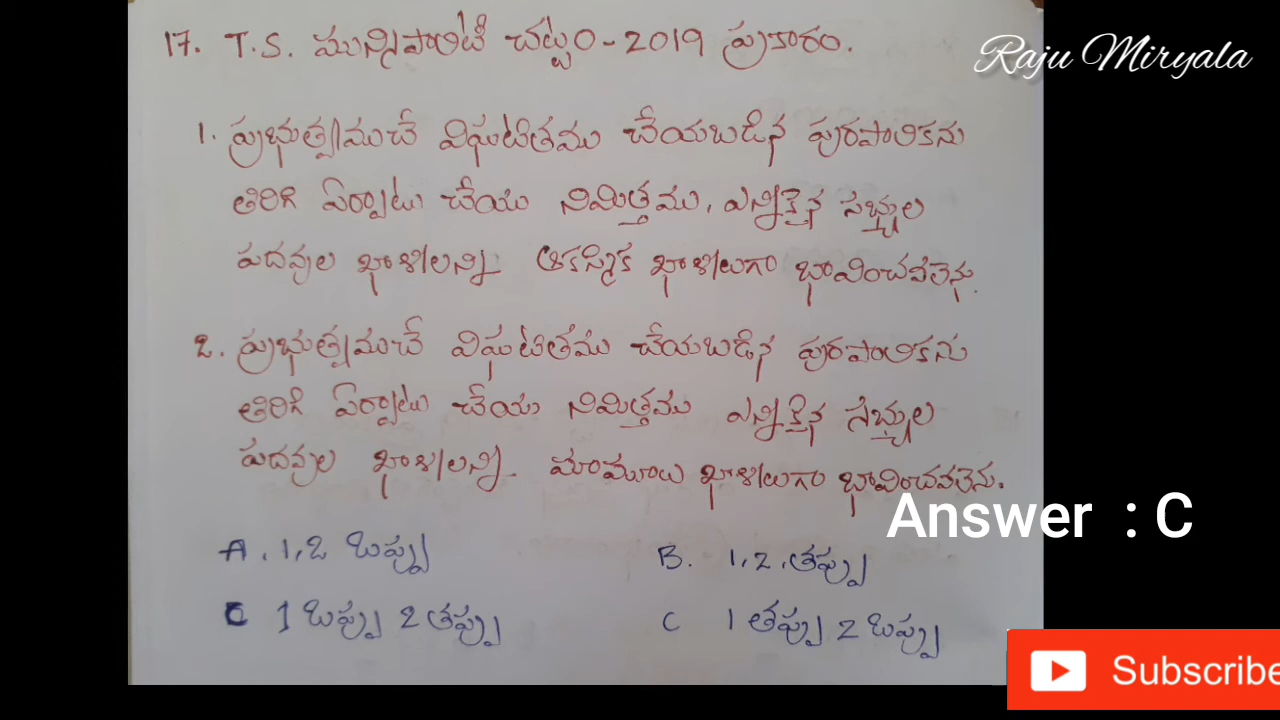 17. T.S. మున్సిపాలిటీ చట్టం - 2019 ప్రకారం.
Raju Miryala
1. ప్రభుత్వముచే విఘటితము చేయబడిన పురపాలికను
తిరిగి ఏర్పాటు చేయు నిమిత్తము, ఎన్నికైన సభ్యుల
పదవుల ఖాళీలన్ని ఆకస్మిక ఖాళీలుగా భావించవలెను.
2. ప్రభుత్వముచే విఘటితము చేయబడిన పురపాలికను
తిరిగి ఏర్పాటు చేయు నిమిత్తము ఎన్నికైన సభ్యుల
పదవుల ఖాళీలన్ని మామూలు ఖాళీలుగా భావించవలెను.
Answer : C
A. 1,2 ఒప్పు B. 1,2, తప్పు
C 1 ఒప్పు 2 తప్పు C 1 తప్పు 2 ఒప్పు
Subscribe